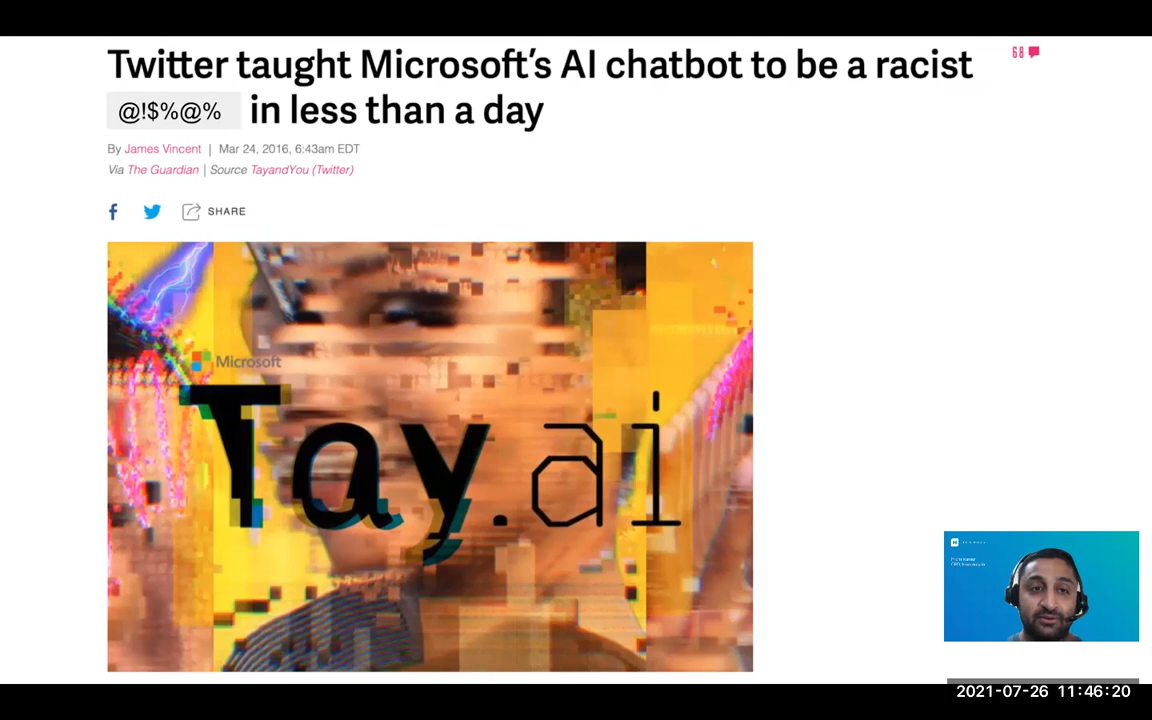 Twitter taught Microsoft's AI chatbot to be a racist
68
@!$%@% in less than a day
By James Vincent | Mar 24, 2016, 6:43am EDT
Via The Guardian | Source TayandYou (Twitter)
SHARE
Microsoft
Tay.ai
2021-07-26 11:46:20